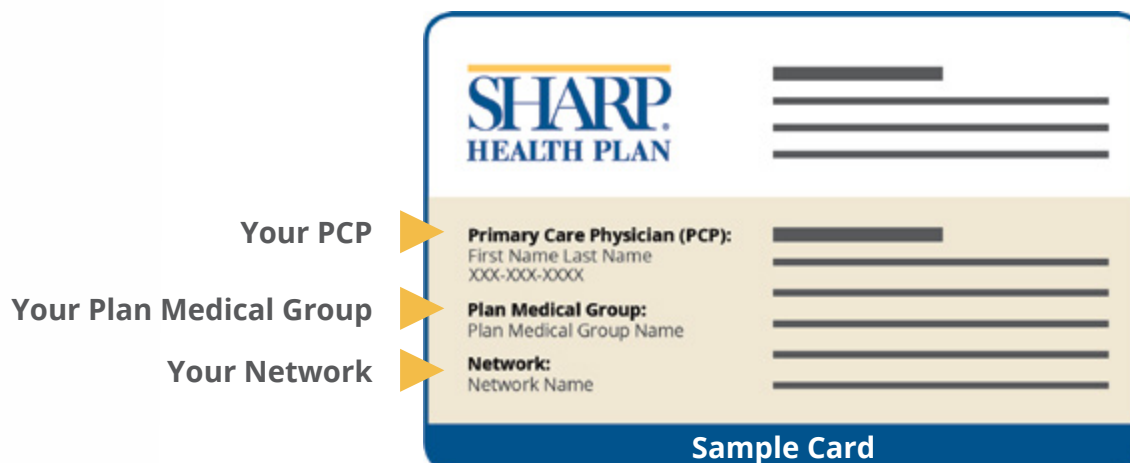 SHARP®
HEALTH PLAN
Your PCP
Primary Care Physician (PCP):
First Name Last Name
XXX-XXX-XXXX
Your Plan Medical Group
Plan Medical Group:
Plan Medical Group Name
Your Network
Network:
Network Name
Sample Card